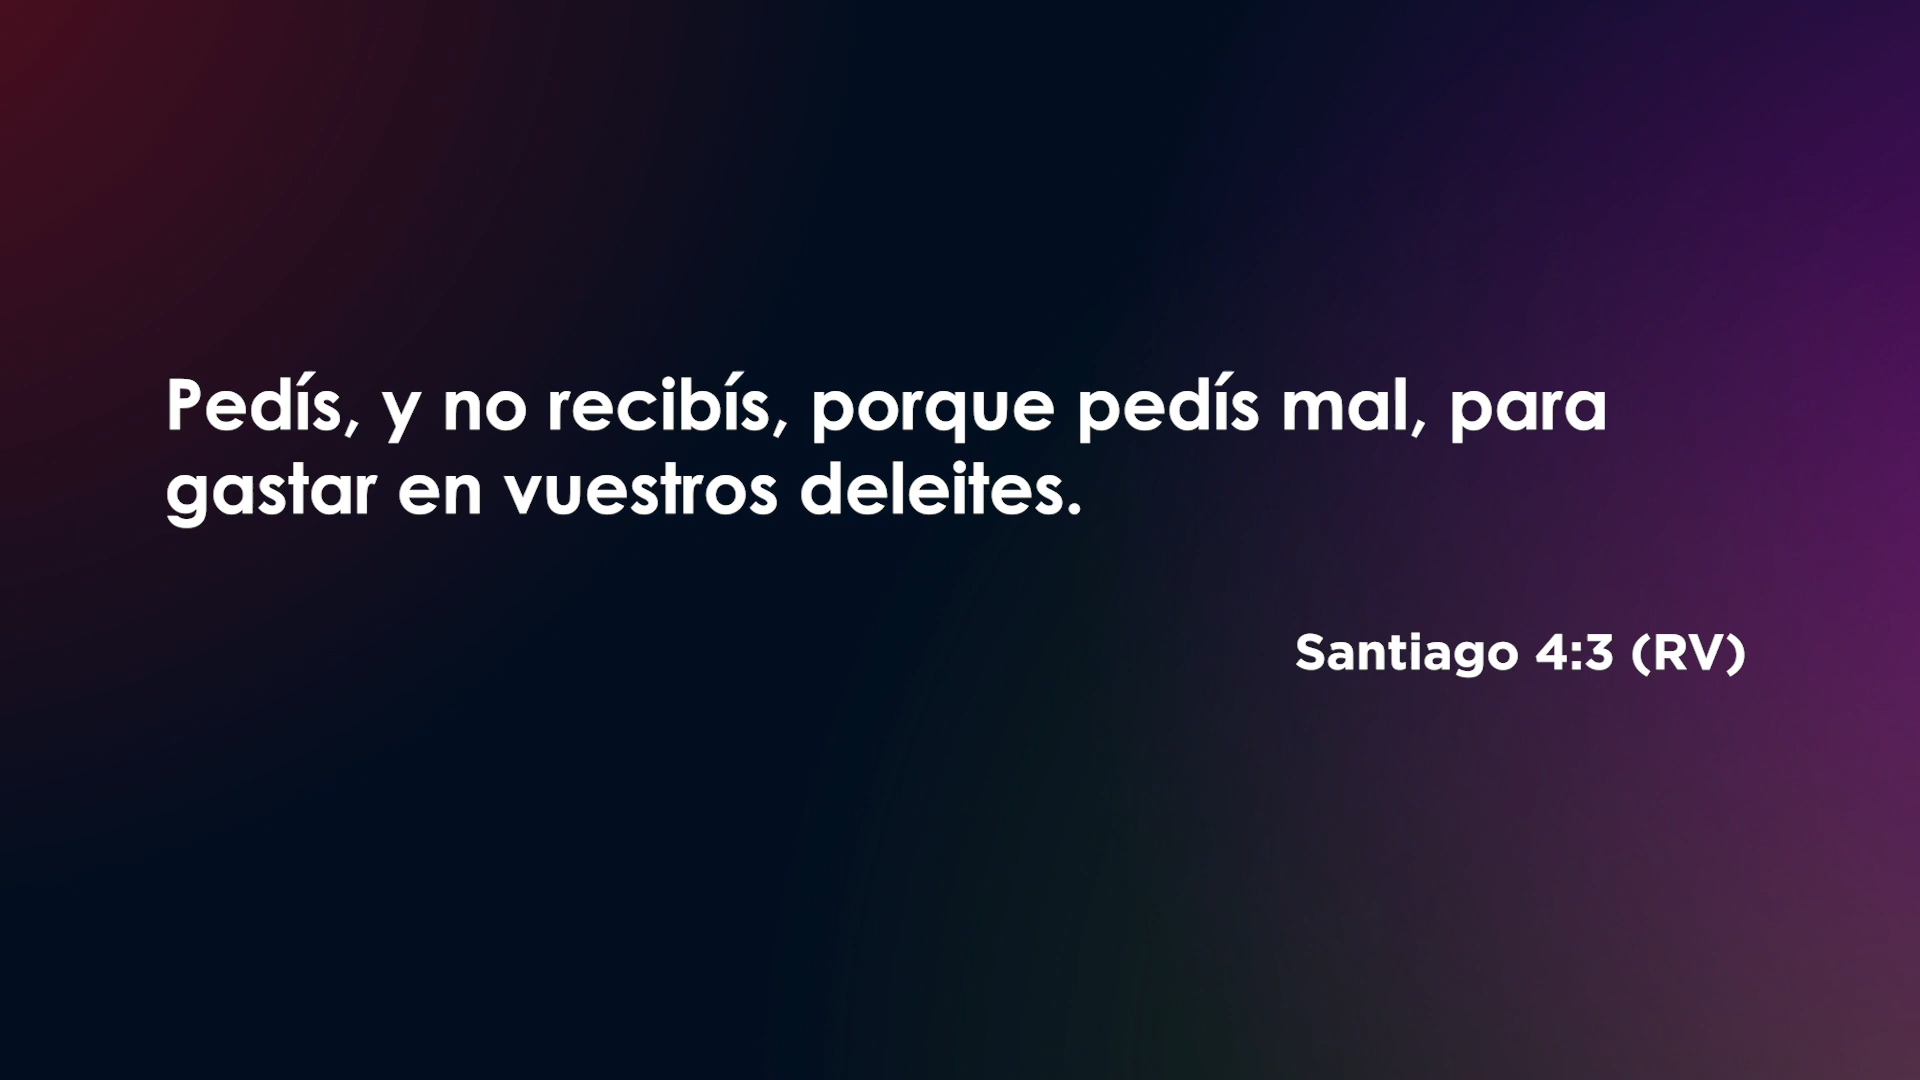 Pedís, y no recibís, porque pedís mal, para
gastar en vuestros deleites.
Santiago 4:3 (RV)